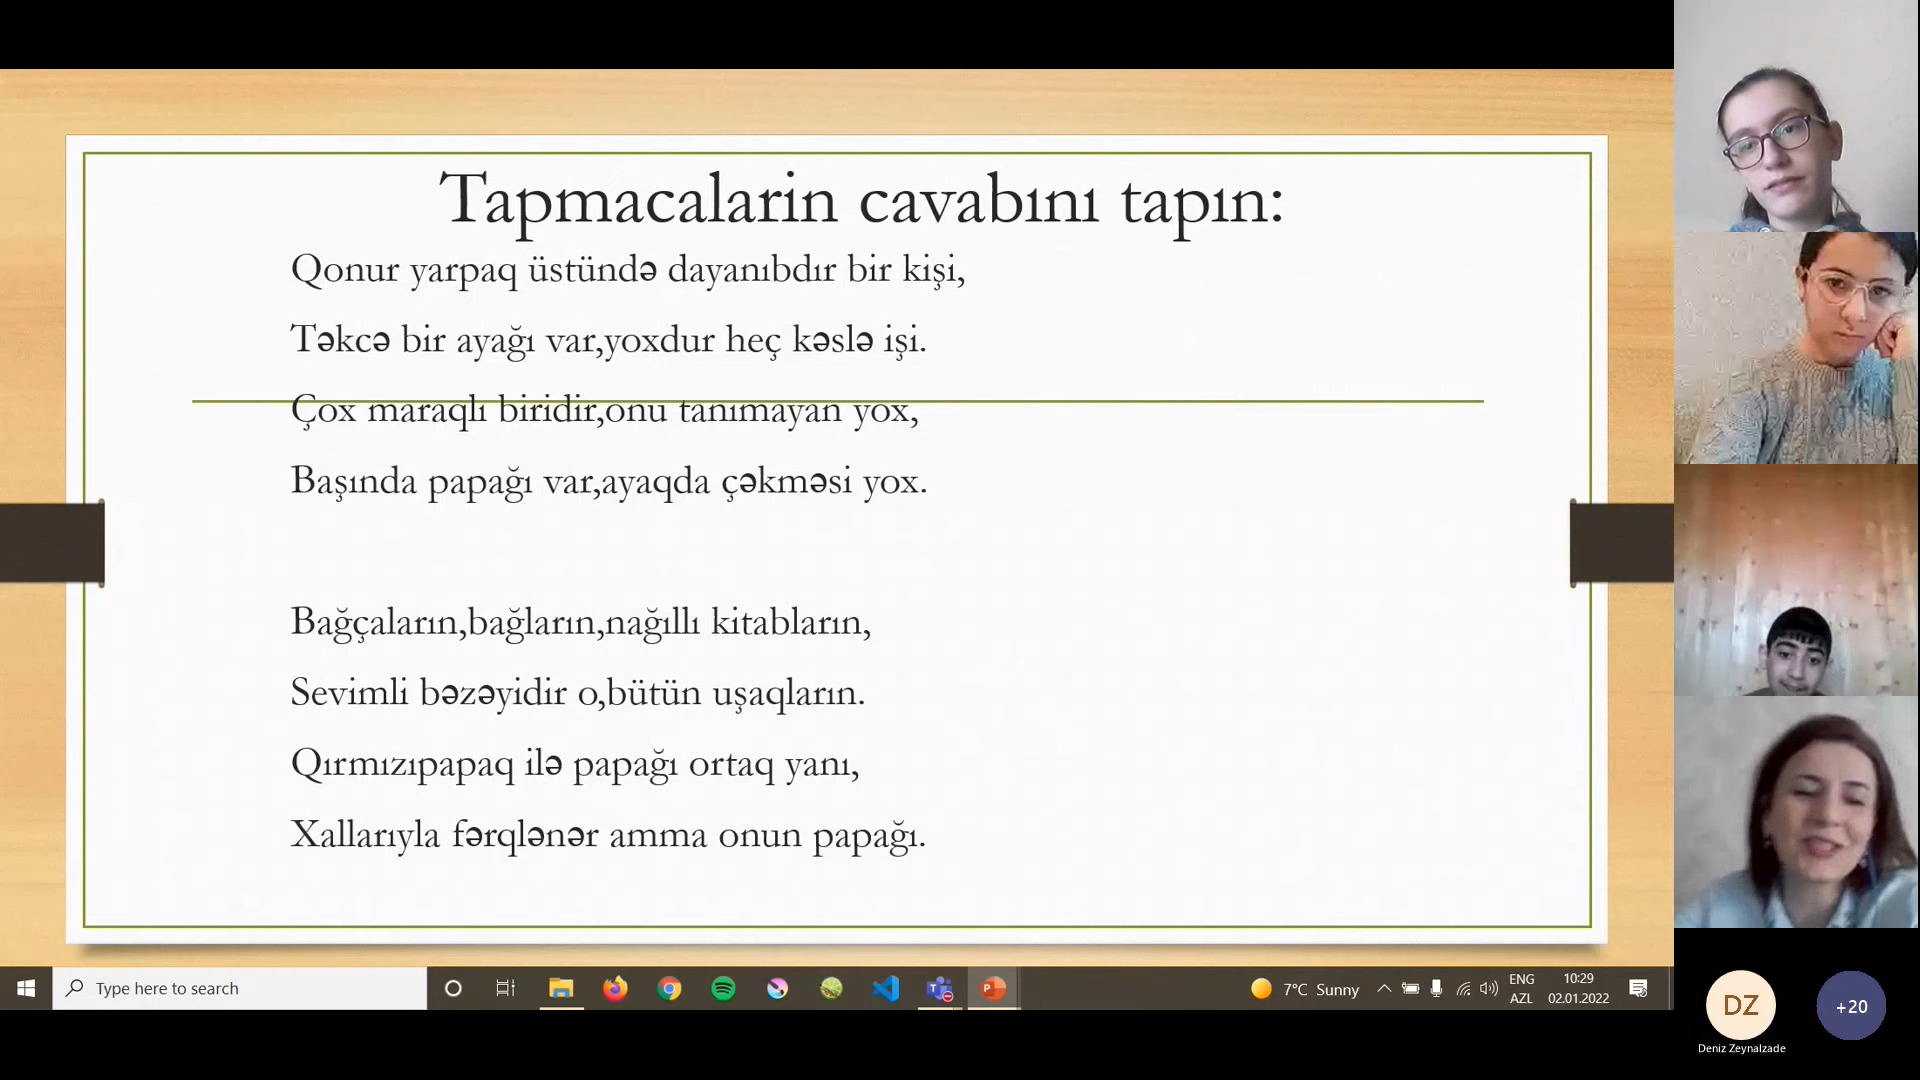 Tapmacalarin cavabını tapın:
Qonur yarpaq üstündə dayanıbdır bir kişi,
Təkcə bir ayağı var,yoxdur heç kəslə işi.
Çox maraqlı biridir,onu tanımayan yox,
Başında papağı var,ayaqda çəkməsi yox.
Bağçaların,bağların,nağıllı kitabların,
Sevimli bəzəyidir o,bütün uşaqların.
Qırmızıpapaq ilə papağı ortaq yanı,
Xallarıyla fərqlənər amma onun papağı.
Type here to search
7°C Sunny
ENG
AZL
10:29
02.01.2022
DZ
+20
Deniz Zeynalzade